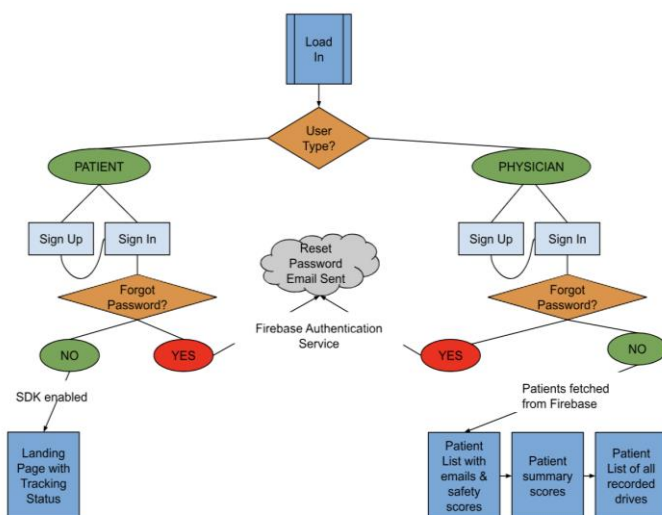 Load
In
User
Type?
PATIENT
PHYSICIAN
Sign Up
Sign In
Reset
Password
Email Sent
Sign Up
Sign In
Forgot
Password?
Forgot
Password?
Firebase Authentication
Service
NO
YES
YES
NO
SDK enabled
Patients fetched
from Firebase
Landing
Page with
Tracking
Status
Patient
List with
emails &
safety
scores
Patient
summary
scores
Patient
List of all
recorded
drives